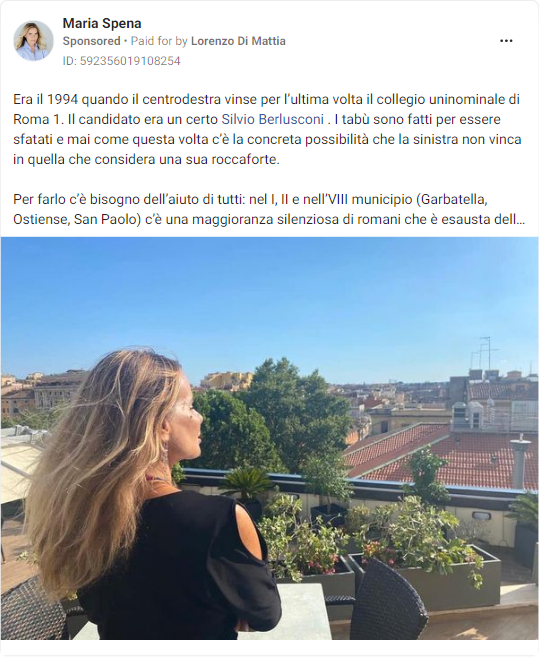 Maria Spena
Sponsored • Paid for by Lorenzo Di Mattia
ID: 592356019108254
Era il 1994 quando il centrodestra vinse per l'ultima volta il collegio uninominale di
Roma 1. Il candidato era un certo Silvio Berlusconi . I tabù sono fatti per essere
sfatati e mai come questa volta c'è la concreta possibilità che la sinistra non vinca
in quella che considera una sua roccaforte.
Per farlo c'è bisogno dell'aiuto di tutti: nel I, II e nell'VIII municipio (Garbatella,
Ostiense, San Paolo) c'è una maggioranza silenziosa di romani che è esausta dell...